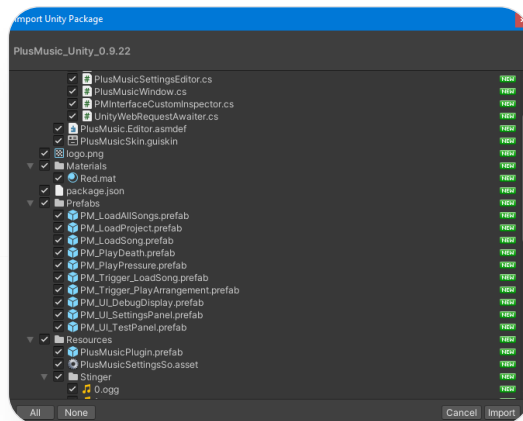 Import Unity Package
PlusMusic_Unity_0.9.22
PlusMusicSettingsEditor.cs NEW
PlusMusicWindow.cs NEW
PMInterfaceCustomInspector.cs NEW
UnityWebRequestAwaiter.cs NEW
PlusMusic.Editor.asmdef NEW
PlusMusicSkin.guiskin NEW
logo.png NEW
Materials NEW
Red.mat NEW
package.json NEW
Prefabs NEW
PM_LoadAllSongs.prefab NEW
PM_LoadProject.prefab NEW
PM_LoadSong.prefab NEW
PM_PlayDeath.prefab NEW
PM_PlayPressure.prefab NEW
PM_Trigger_LoadSong.prefab NEW
PM_Trigger_PlayArrangement.prefab NEW
PM_UI_DebugDisplay.prefab NEW
PM_UI_SettingsPanel.prefab NEW
PM_UI_TestPanel.prefab NEW
Resources NEW
PlusMusicPlugin.prefab NEW
PlusMusicSettingsSo.asset NEW
Stinger NEW
0.ogg NEW
All None Cancel Import